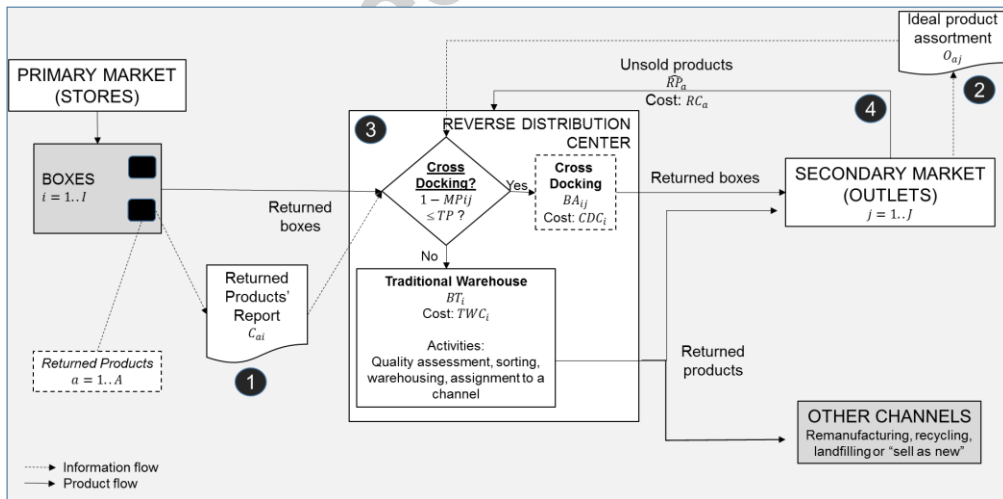 Ideal product
assortment
O_aj
2
PRIMARY MARKET
(STORES)
Unsold products
\widehat{RP}_a
Cost: RC_a
4
3
REVERSE DISTRIBUTION
CENTER
BOXES
i = 1..I
Cross
Docking?
1 − MPij
≤ TP ?
Yes
Cross
Docking
BA_ij
Cost: CDC_i
Returned boxes
SECONDARY MARKET
(OUTLETS)
j = 1..J
Returned
boxes
No
Returned
Products'
Report
C_ai
1
Returned Products
a = 1..A
Traditional Warehouse
BT_i
Cost: TWC_i
Activities:
Quality assessment, sorting,
warehousing, assignment to a
channel
Returned
products
OTHER CHANNELS
Remanufacturing, recycling,
landfilling or “sell as new”
Information flow
Product flow